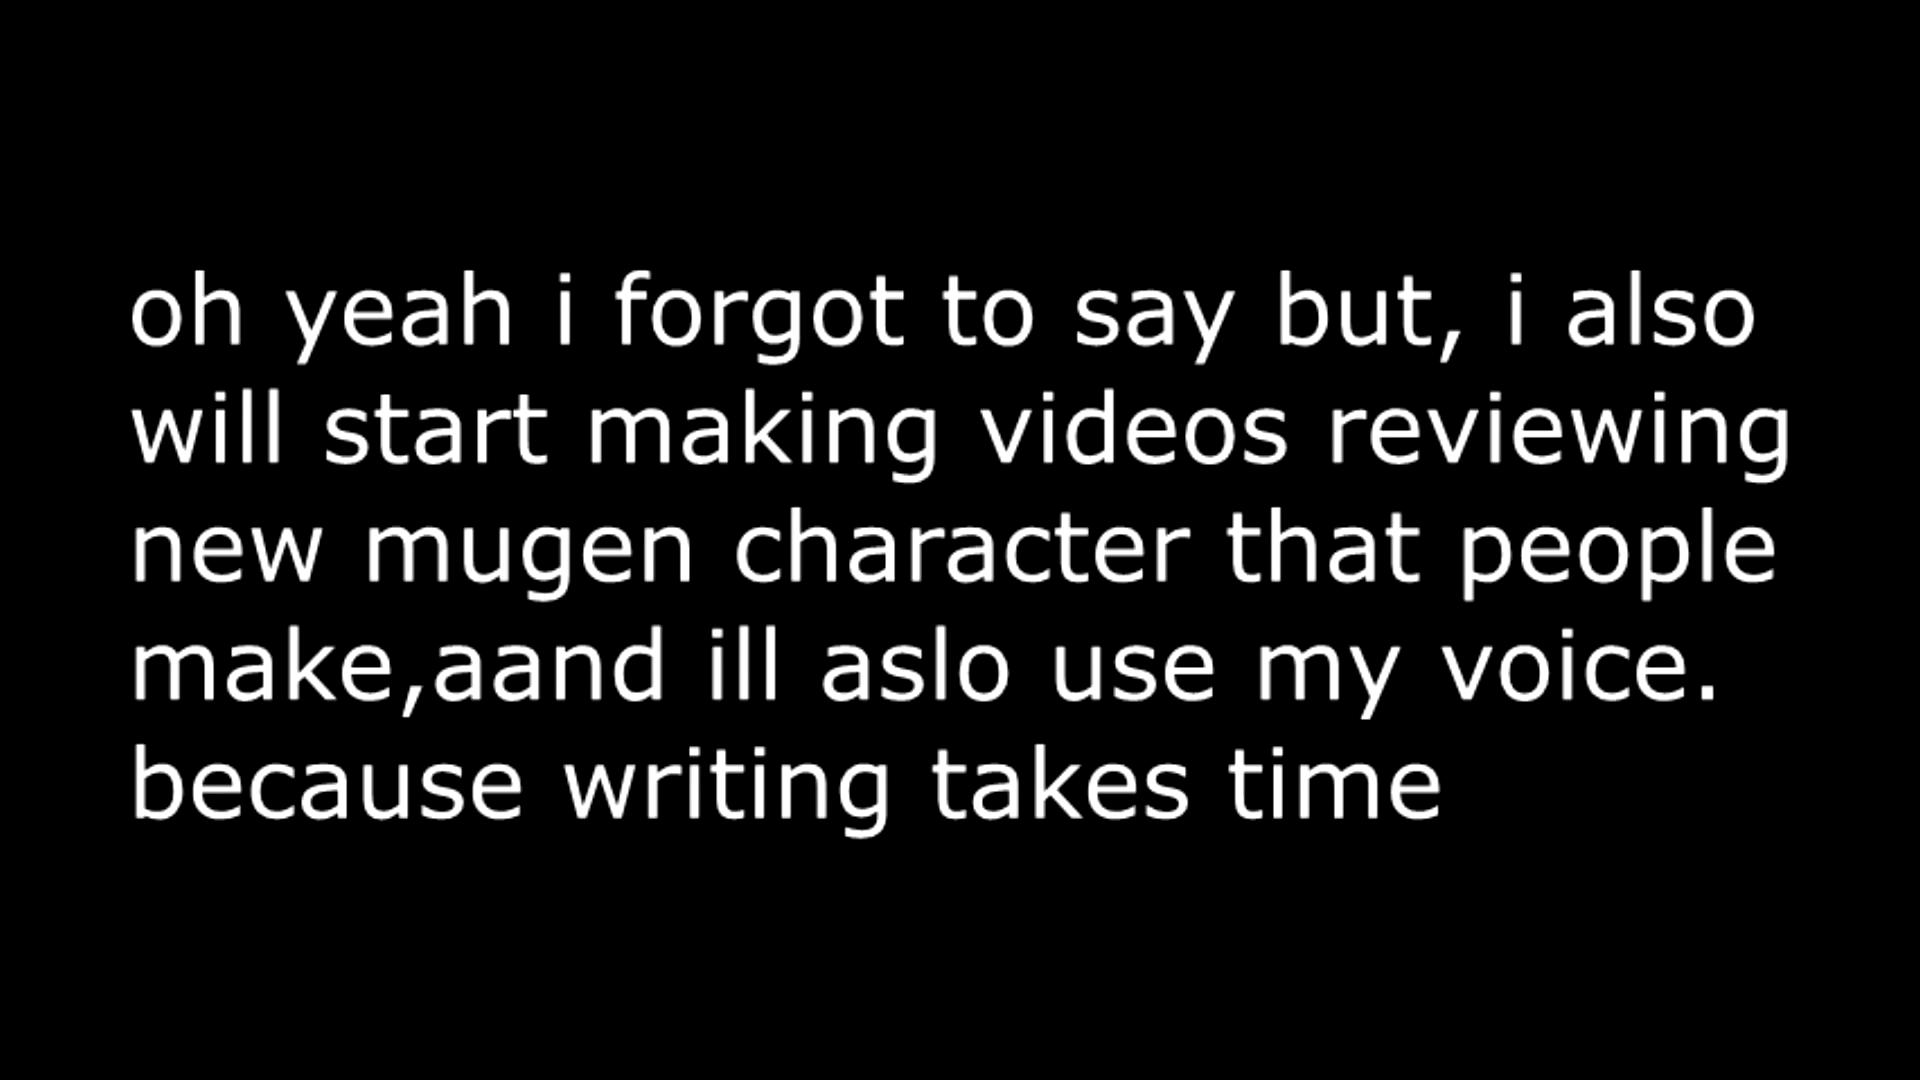 oh yeah i forgot to say but, i also
will start making videos reviewing
new mugen character that people
make,aand ill aslo use my voice.
because writing takes time